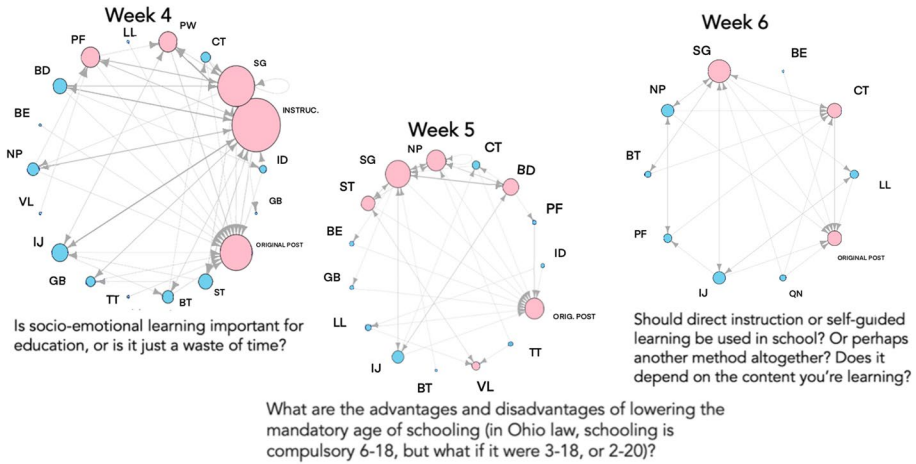 Week 4
LL
PW
PF
CT
SG
BD
INSTRUC.
BE
NP
ID
VL
GB
IJ
ORIGINAL POST
GB
TT
BT
ST
Is socio-emotional learning important for
education, or is it just a waste of time?
Week 5
NP
CT
SG
BD
ST
PF
BE
ID
GB
ORIG. POST
LL
TT
IJ
BT
VL
What are the advantages and disadvantages of lowering the
mandatory age of schooling (in Ohio law, schooling is
compulsory 6-18, but what if it were 3-18, or 2-20)?
Week 6
SG
BE
NP
CT
BT
LL
PF
ORIGINAL POST
IJ
QN
Should direct instruction or self-guided
learning be used in school? Or perhaps
another method altogether? Does it
depend on the content you're learning?